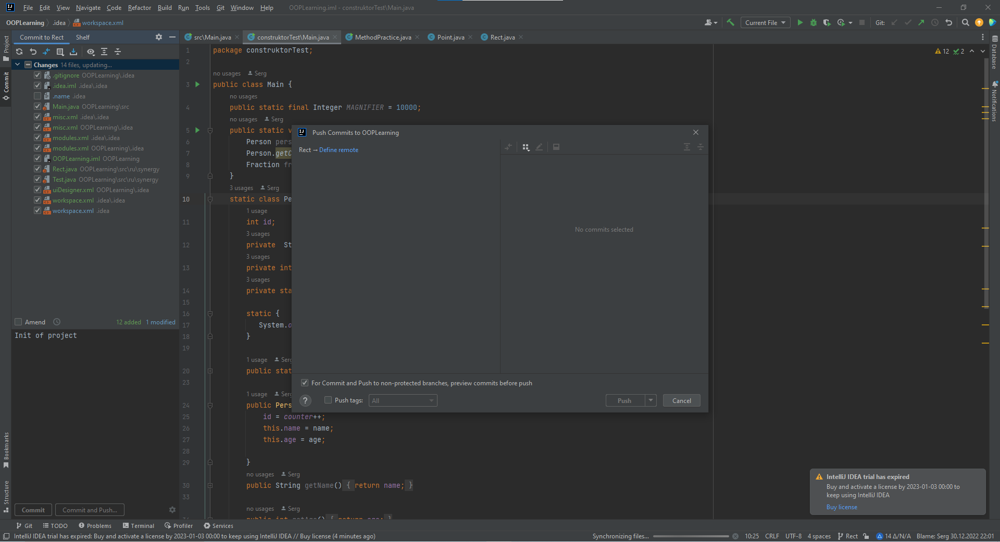 File Edit View Navigate Code Refactor Build Run Tools Git Window Help OOPLearning.iml - construktorTest\Main.java
OOPLearning .idea workspace.xml
Current File
Git:
Commit to Rect Shelf
src\Main.java construktorTest\Main.java MethodPractice.java Point.java Rect.java
Project
Commit
Bookmarks
Structure
Changes 14 files, updating...
.gitignore OOPLearning\.idea
.idea.iml .idea\.idea
.name .idea
Main.java OOPLearning\src
misc.xml .idea\.idea
misc.xml OOPLearning\.idea
modules.xml .idea\.idea
modules.xml OOPLearning\.idea
OOPLearning.iml OOPLearning
Rect.java OOPLearning\src\ru\synergy
Test.java OOPLearning\src\ru\synergy
uiDesigner.xml OOPLearning\.idea
workspace.xml .idea\.idea
workspace.xml .idea
Amend 12 added 1 modified
Init of project
Commit Commit and Push...
1 package construktorTest;
2
no usages Serg
3 public class Main {
no usages
4 public static final Integer MAGNIFIER = 10000;
no usages Serg
5 public static v
6 Person pers
7 Person.getC
8 Fraction fr
9 }
3 usages Serg
10 static class Pe
1 usage
11 int id;
3 usages
12 private St
3 usages
13 private int
3 usages
14 private sta
15
16 static {
17 System.o
18 }
19
1 usage Serg
20 public stat
23
1 usage Serg
24 public Pers
25 id = counter++;
26 this.name = name;
27 this.age = age;
28
29 }
no usages Serg
30 public String getName() { return name; }
33
no usages Serg
public int getAge() { return age; }
12 2
Database
Notifications
Push Commits to OOPLearning
Rect → Define remote
No commits selected
For Commit and Push to non-protected branches, preview commits before push
? Push tags: All Push Cancel
IntelliJ IDEA trial has expired
Buy and activate a license by 2023-01-03 00:00 to
keep using IntelliJ IDEA
Buy license
Git TODO Problems Terminal Profiler Services
IntelliJ IDEA trial has expired: Buy and activate a license by 2023-01-03 00:00 to keep using IntelliJ IDEA // Buy license (4 minutes ago) Synchronizing files... 10:25 CRLF UTF-8 4 spaces Rect 14 Δ/N/A Blame: Serg 30.12.2022 22:01